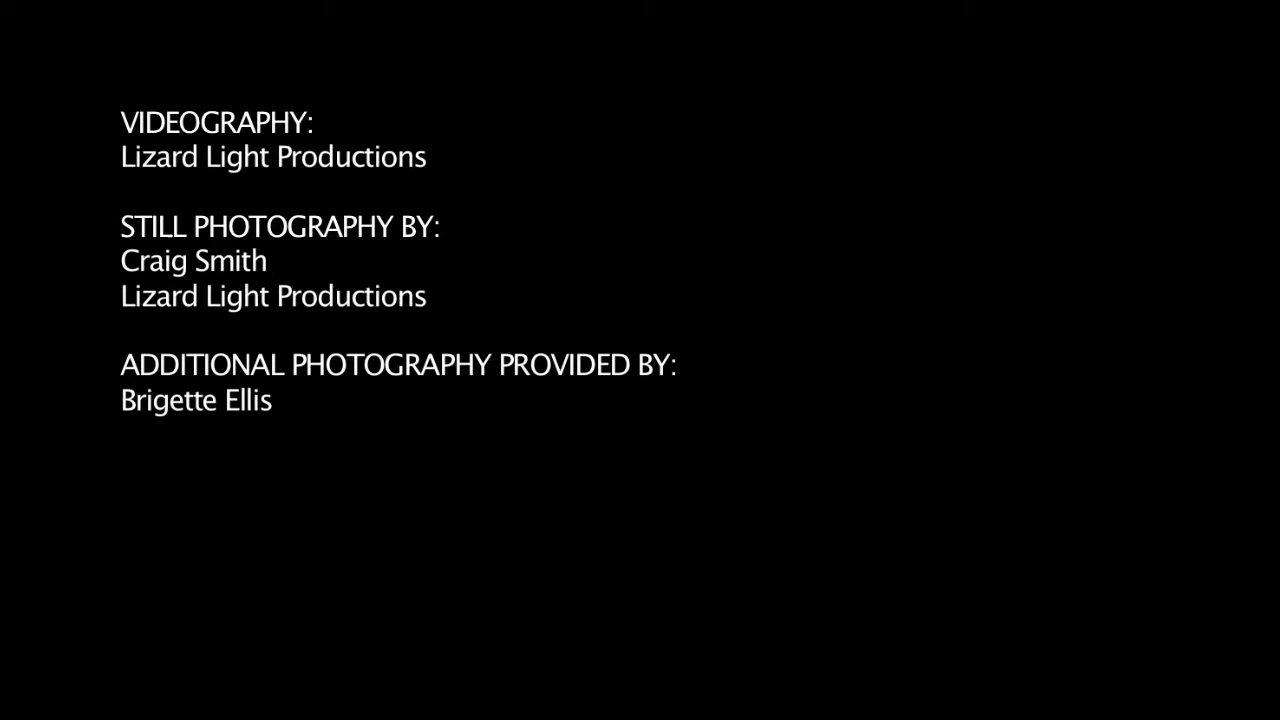 VIDEOGRAPHY:
Lizard Light Productions
STILL PHOTOGRAPHY BY:
Craig Smith
Lizard Light Productions
ADDITIONAL PHOTOGRAPHY PROVIDED BY:
Brigette Ellis